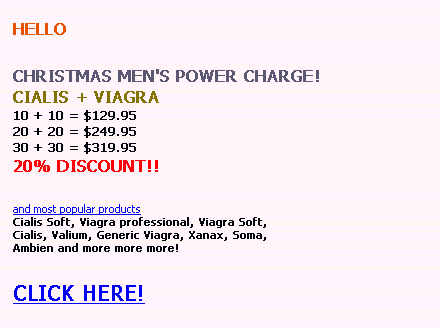 HELLO
CHRISTMAS MEN'S POWER CHARGE!
CIALIS + VIAGRA
10 + 10 = $129.95
20 + 20 = $249.95
30 + 30 = $319.95
20% DISCOUNT!!
and most popular products
Cialis Soft, Viagra professional, Viagra Soft,
Cialis, Valium, Generic Viagra, Xanax, Soma,
Ambien and more more more!
CLICK HERE!